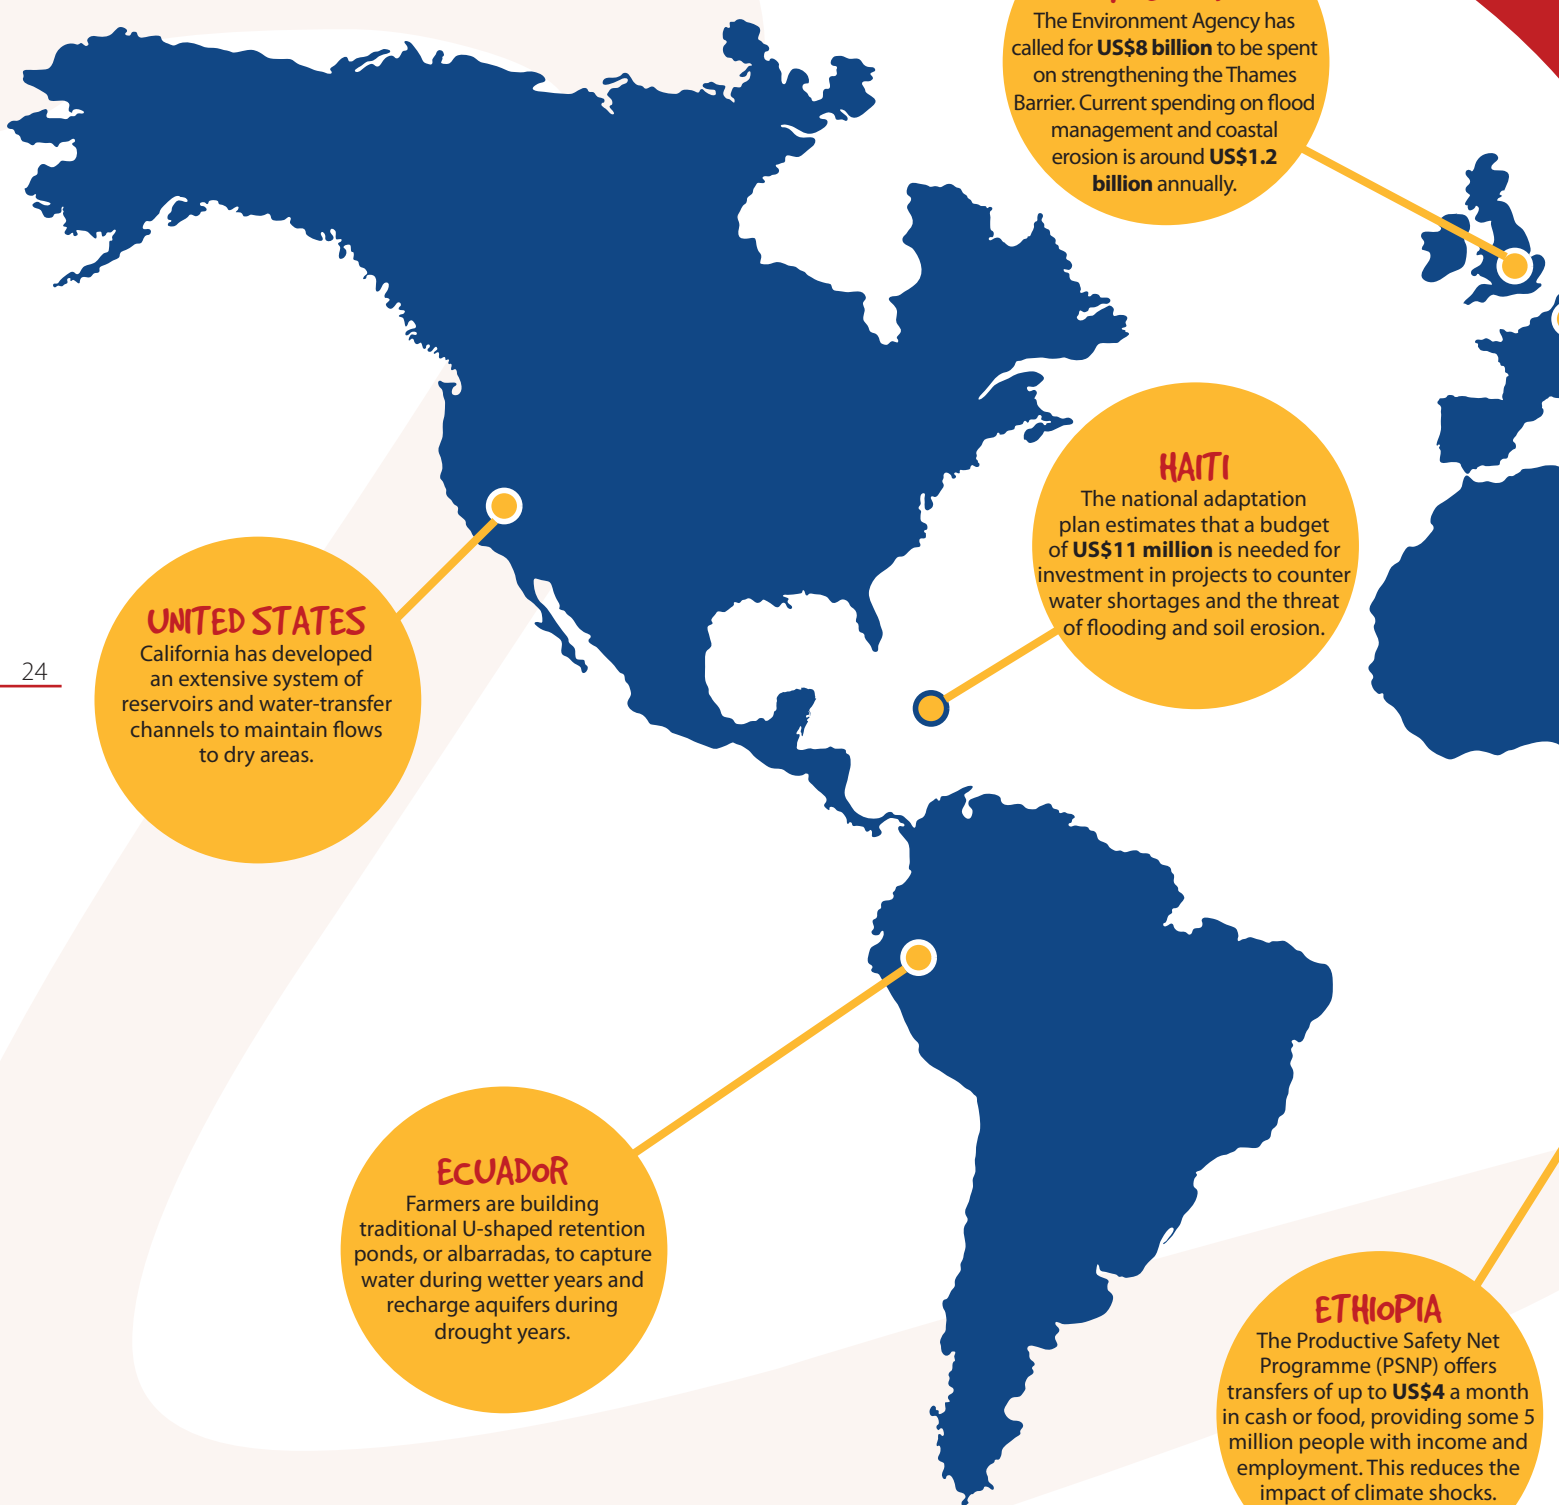 The Environment Agency has
called for US$8 billion to be spent
on strengthening the Thames
Barrier. Current spending on flood
management and coastal
erosion is around US$1.2
billion annually.
HAITI
The national adaptation
plan estimates that a budget
of US$11 million is needed for
investment in projects to counter
water shortages and the threat
of flooding and soil erosion.
UNITED STATES
California has developed
an extensive system of
reservoirs and water-transfer
channels to maintain flows
to dry areas.
24
ECUADOR
Farmers are building
traditional U-shaped retention
ponds, or albarradas, to capture
water during wetter years and
recharge aquifers during
drought years.
ETHIOPIA
The Productive Safety Net
Programme (PSNP) offers
transfers of up to US$4 a month
in cash or food, providing some 5
million people with income and
employment. This reduces the
impact of climate shocks.